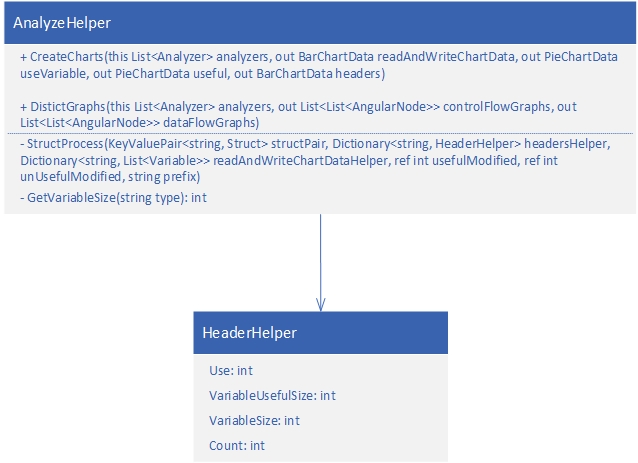 AnalyzeHelper
+ CreateCharts(this List<Analyzer> analyzers, out BarChartData readAndWriteChartData, out PieChartData
useVariable, out PieChartData useful, out BarChartData headers)
+ DistictGraphs(this List<Analyzer> analyzers, out List<List<AngularNode>> controlFlowGraphs, out
List<List<AngularNode>> dataFlowGraphs)
- StructProcess(KeyValuePair<string, Struct> structPair, Dictionary<string, HeaderHelper> headersHelper,
Dictionary<string, List<Variable>> readAndWriteChartDataHelper, ref int usefulModified, ref int
unUsefulModified, string prefix)
- GetVariableSize(string type): int
HeaderHelper
Use: int
VariableUsefulSize: int
VariableSize: int
Count: int